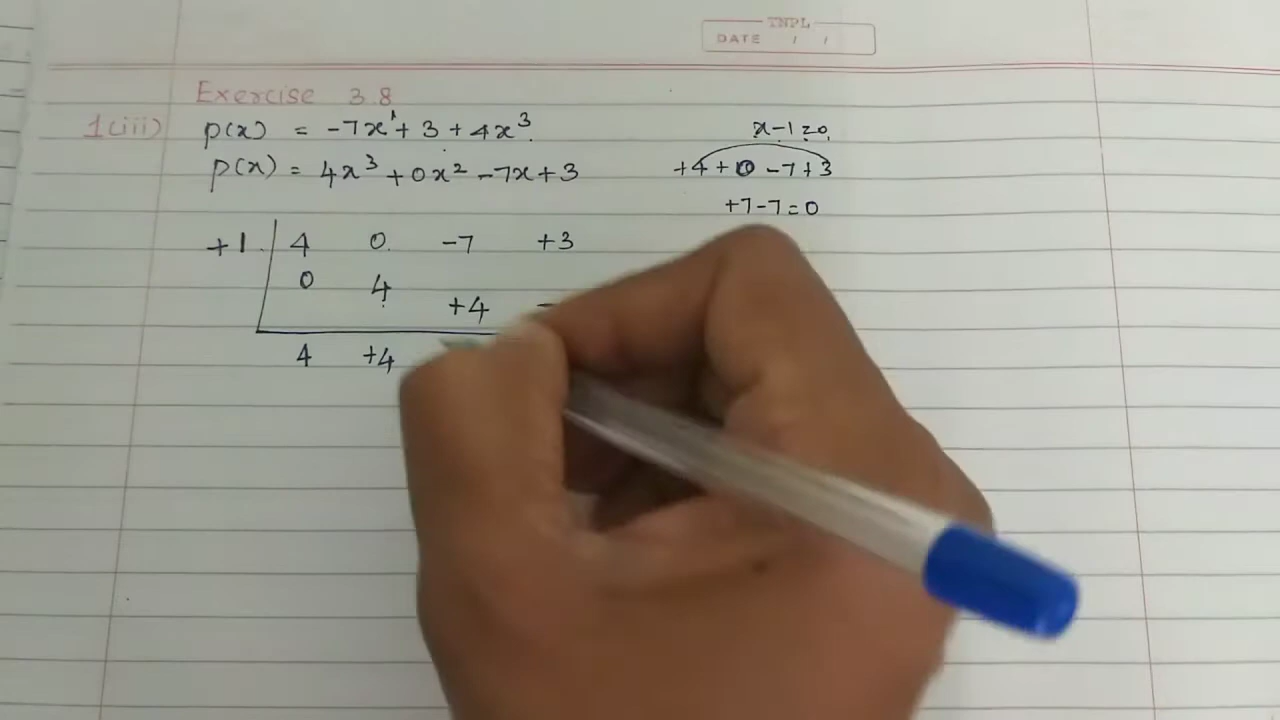 TNPL
DATE / /
Exercise 3.8
1(iii) p(x) = -7x¹ + 3 + 4x³.
x-1=0
p(x) = 4x³ + 0x² - 7x + 3
+4+0-7+3
+7-7=0
+1 4 0 -7 +3
0 4 +4 -
4 +4